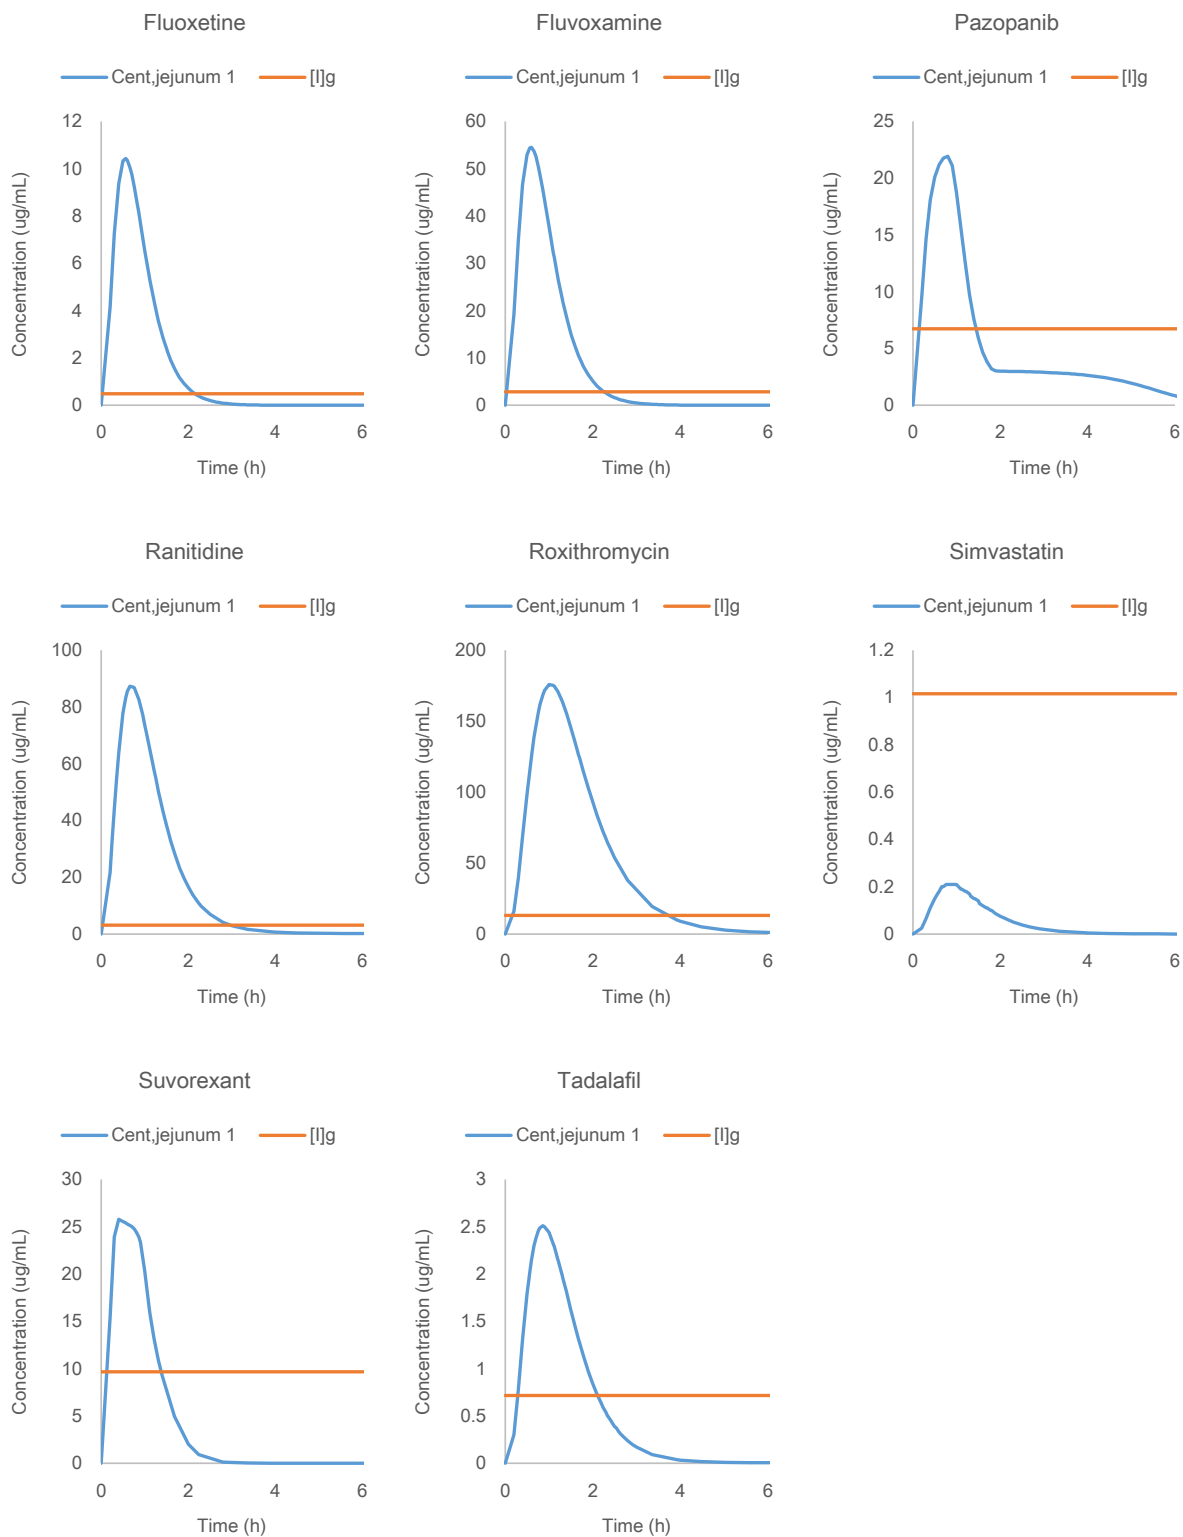 Fluoxetine
Cent,jejunum 1 [I]g
Concentration (ug/mL)
12
10
8
6
4
2
0
0 2 4 6
Time (h)
Fluvoxamine
Cent,jejunum 1 [I]g
Concentration (ug/mL)
60
50
40
30
20
10
0
0 2 4 6
Time (h)
Pazopanib
Cent,jejunum 1 [I]g
Concentration (ug/mL)
25
20
15
10
5
0
0 2 4 6
Time (h)
Ranitidine
Cent,jejunum 1 [I]g
Concentration (ug/mL)
100
80
60
40
20
0
0 2 4 6
Time (h)
Roxithromycin
Cent,jejunum 1 [I]g
Concentration (ug/mL)
200
150
100
50
0
0 2 4 6
Time (h)
Simvastatin
Cent,jejunum 1 [I]g
Concentration (ug/mL)
1.2
1
0.8
0.6
0.4
0.2
0
0 2 4 6
Time (h)
Suvorexant
Cent,jejunum 1 [I]g
Concentration (ug/mL)
30
25
20
15
10
5
0
0 2 4 6
Time (h)
Tadalafil
Cent,jejunum 1 [I]g
Concentration (ug/mL)
3
2.5
2
1.5
1
0.5
0
0 2 4 6
Time (h)